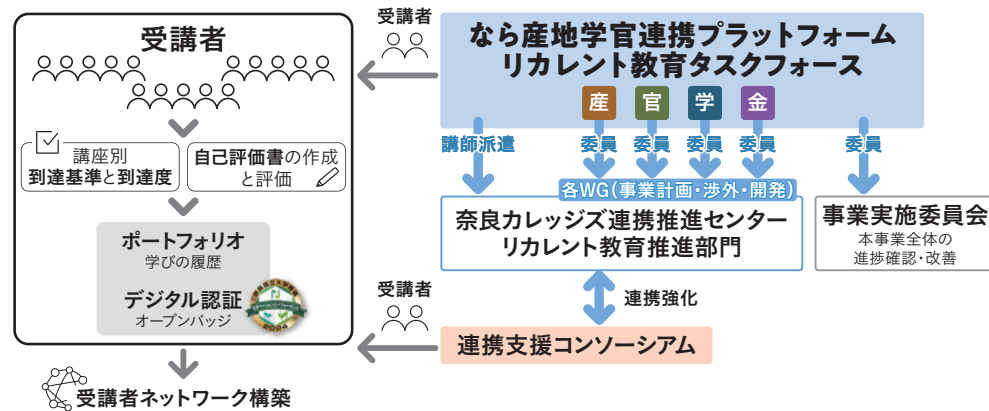 受講者
講座別
到達基準と到達度
自己評価書の作成
と評価
ポートフォリオ
学びの履歴
デジタル認証
オープンバッジ
2024
受講者ネットワーク構築
受講者
なら産地学官連携プラットフォーム
リカレント教育タスクフォース
産
官
学
金
講師派遣
委員
委員
委員
委員
委員
各WG(事業計画・渉外・開発)
奈良カレッジズ連携推進センター
リカレント教育推進部門
事業実施委員会
本事業全体の
進捗確認・改善
連携強化
受講者
連携支援コンソーシアム